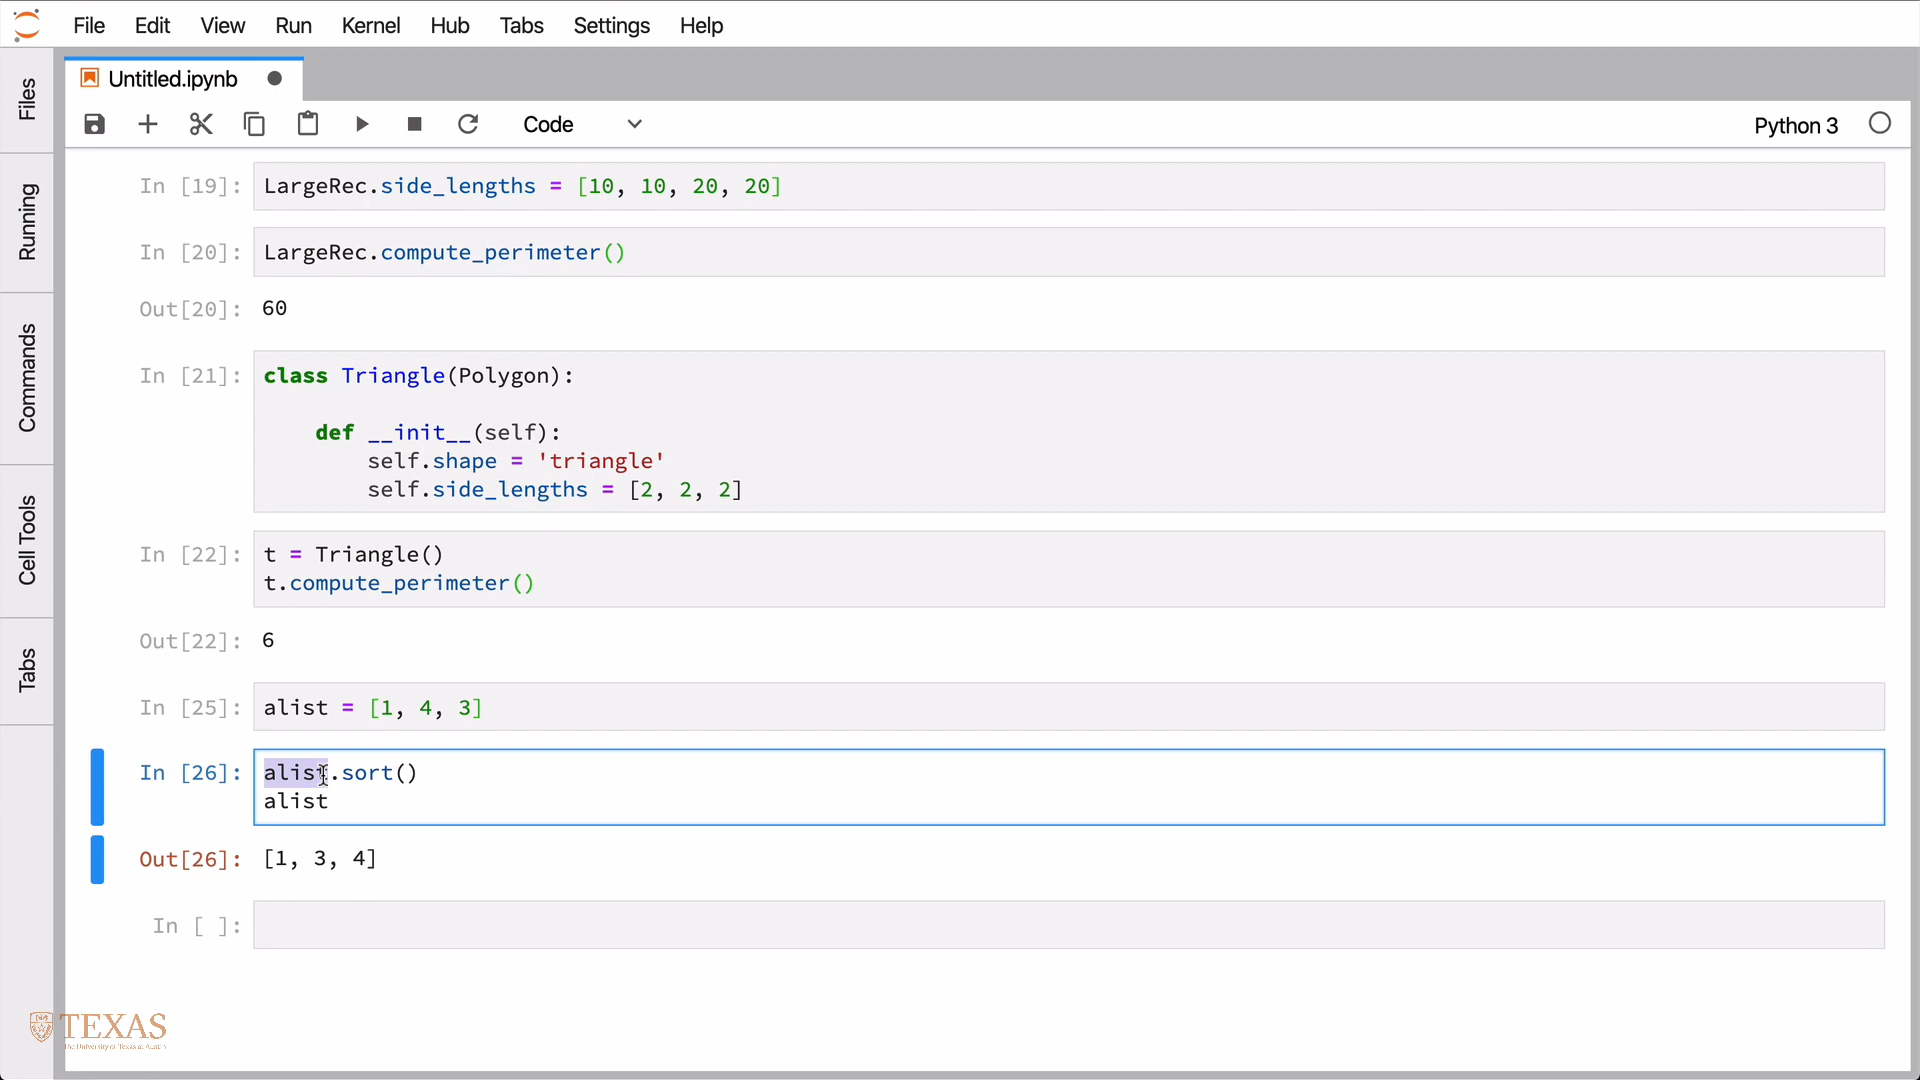 File Edit View Run Kernel Hub Tabs Settings Help
Untitled.ipynb
Code
Python 3
Files
Running
Commands
Cell Tools
Tabs
In [19]: LargeRec.side_lengths = [10, 10, 20, 20]
In [20]: LargeRec.compute_perimeter()
Out[20]: 60
In [21]: class Triangle(Polygon):
def __init__(self):
self.shape = 'triangle'
self.side_lengths = [2, 2, 2]
In [22]: t = Triangle()
t.compute_perimeter()
Out[22]: 6
In [25]: alist = [1, 4, 3]
In [26]: alist.sort()
alist
Out[26]: [1, 3, 4]
In [ ]:
TEXAS
The University of Texas at Austin